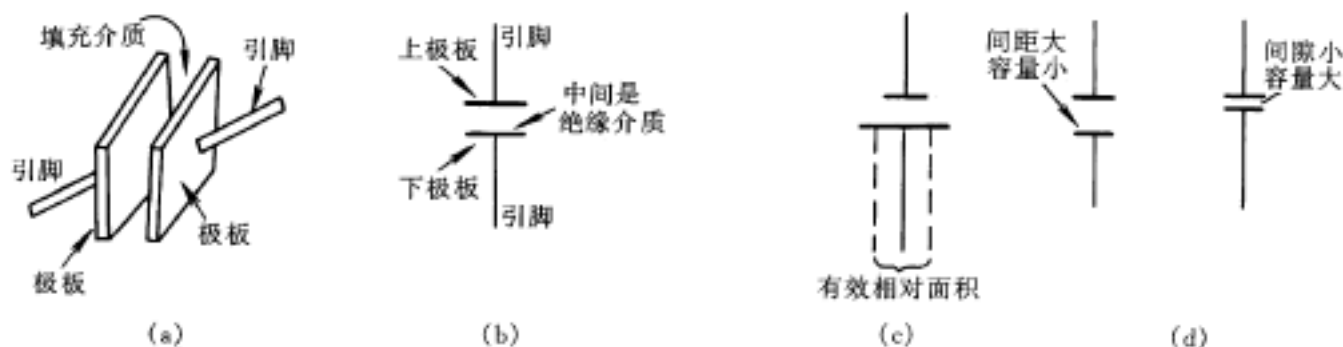 填充介质
引脚
引脚
极板
极板
(a)
引脚
上极板
中间是
绝缘介质
下极板
引脚
(b)
有效相对面积
(c)
间距大
容量小
间隙小
容量大
(d)